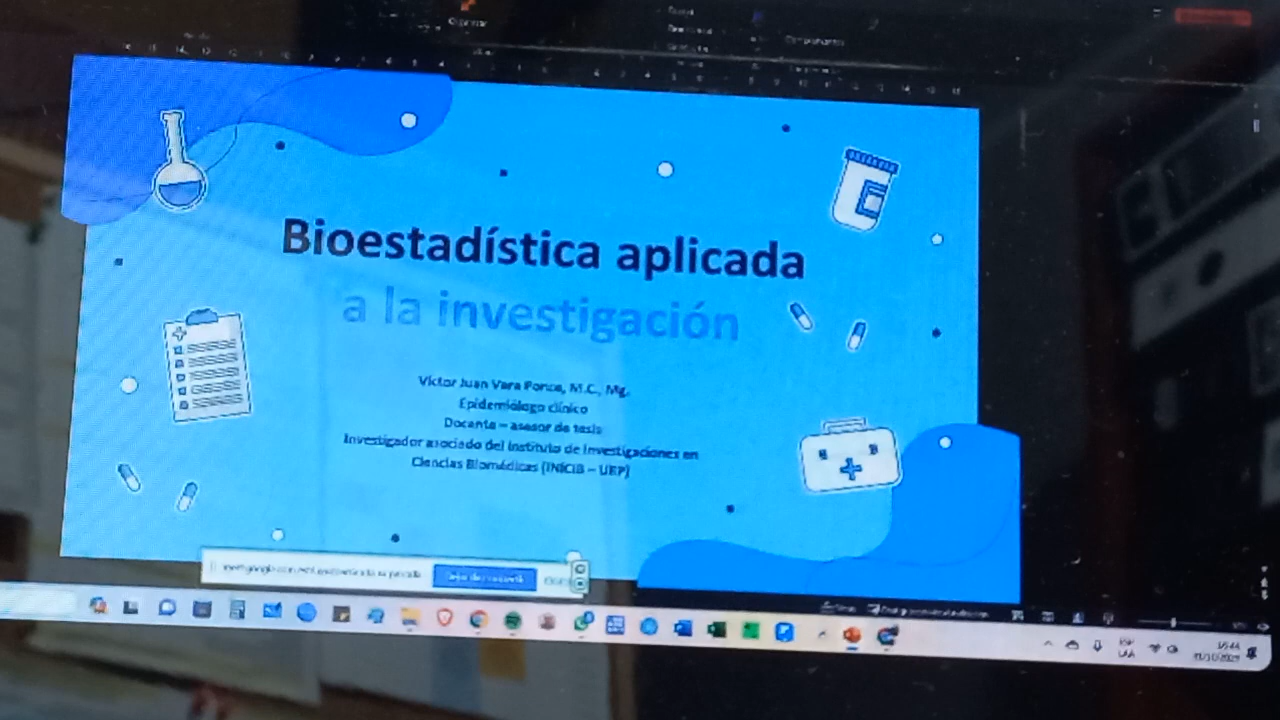 Bioestadística aplicada
a la investigación
Víctor Juan Vera Ponce, M.C., Mg.
Epidemiólogo clínico
Docente – asesor de tesis
Investigador asociado del Instituto de Investigaciones en
Ciencias Biomédicas (INICIB – URP)
ESP